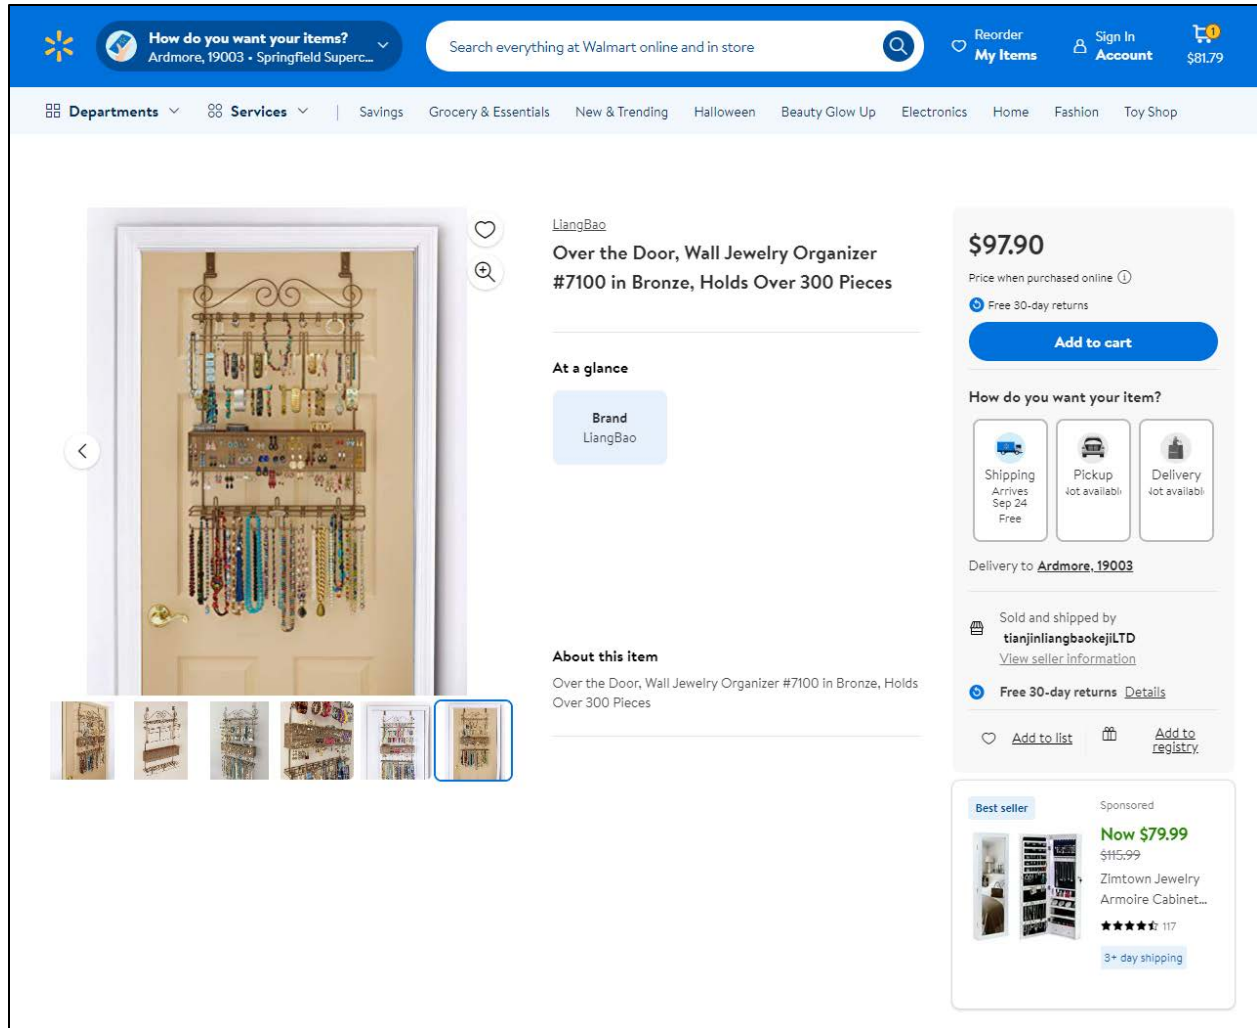 How do you want your items?
Ardmore, 19003 • Springfield Superc...
Search everything at Walmart online and in store
Reorder
My Items
Sign In
Account
1
$81.79
Departments
Services
Savings
Grocery & Essentials
New & Trending
Halloween
Beauty Glow Up
Electronics
Home
Fashion
Toy Shop
LiangBao
Over the Door, Wall Jewelry Organizer
#7100 in Bronze, Holds Over 300 Pieces
At a glance
Brand
LiangBao
About this item
Over the Door, Wall Jewelry Organizer #7100 in Bronze, Holds
Over 300 Pieces
$97.90
Price when purchased online
Free 30-day returns
Add to cart
How do you want your item?
Shipping
Arrives
Sep 24
Free
Pickup
Not available
Delivery
Not available
Delivery to Ardmore, 19003
Sold and shipped by
tianjinliangbaokejiLTD
View seller information
Free 30-day returns Details
Add to list
Add to
registry
Best seller
Sponsored
Now $79.99
$115.99
Zimtown Jewelry
Armoire Cabinet...
117
3+ day shipping